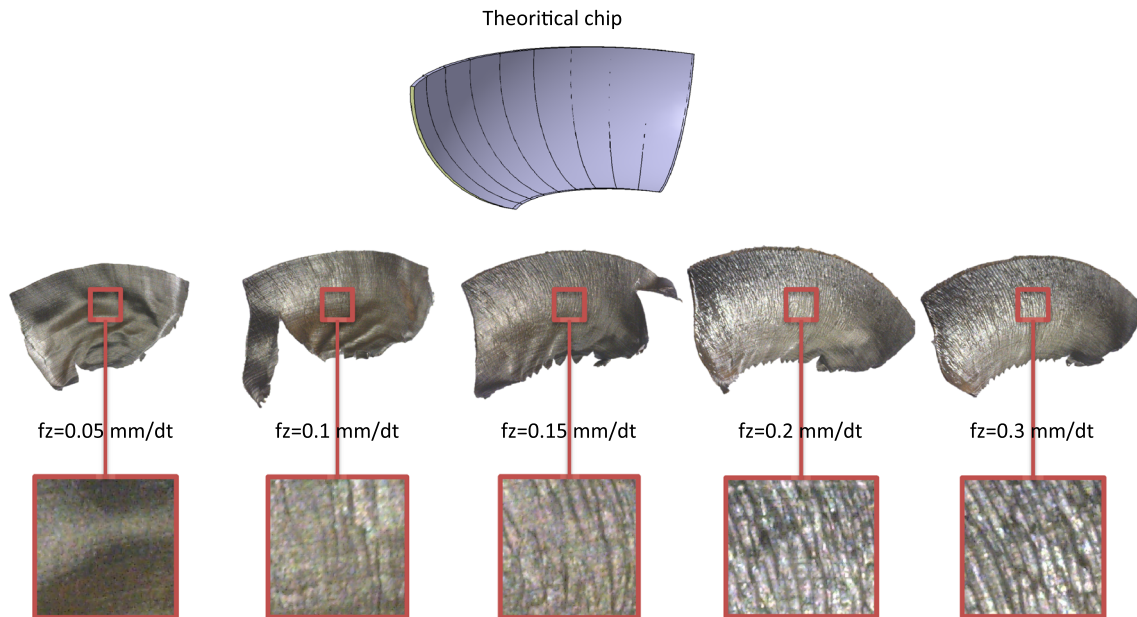 Theoritical chip
fz=0.05 mm/dt
fz=0.1 mm/dt
fz=0.15 mm/dt
fz=0.2 mm/dt
fz=0.3 mm/dt